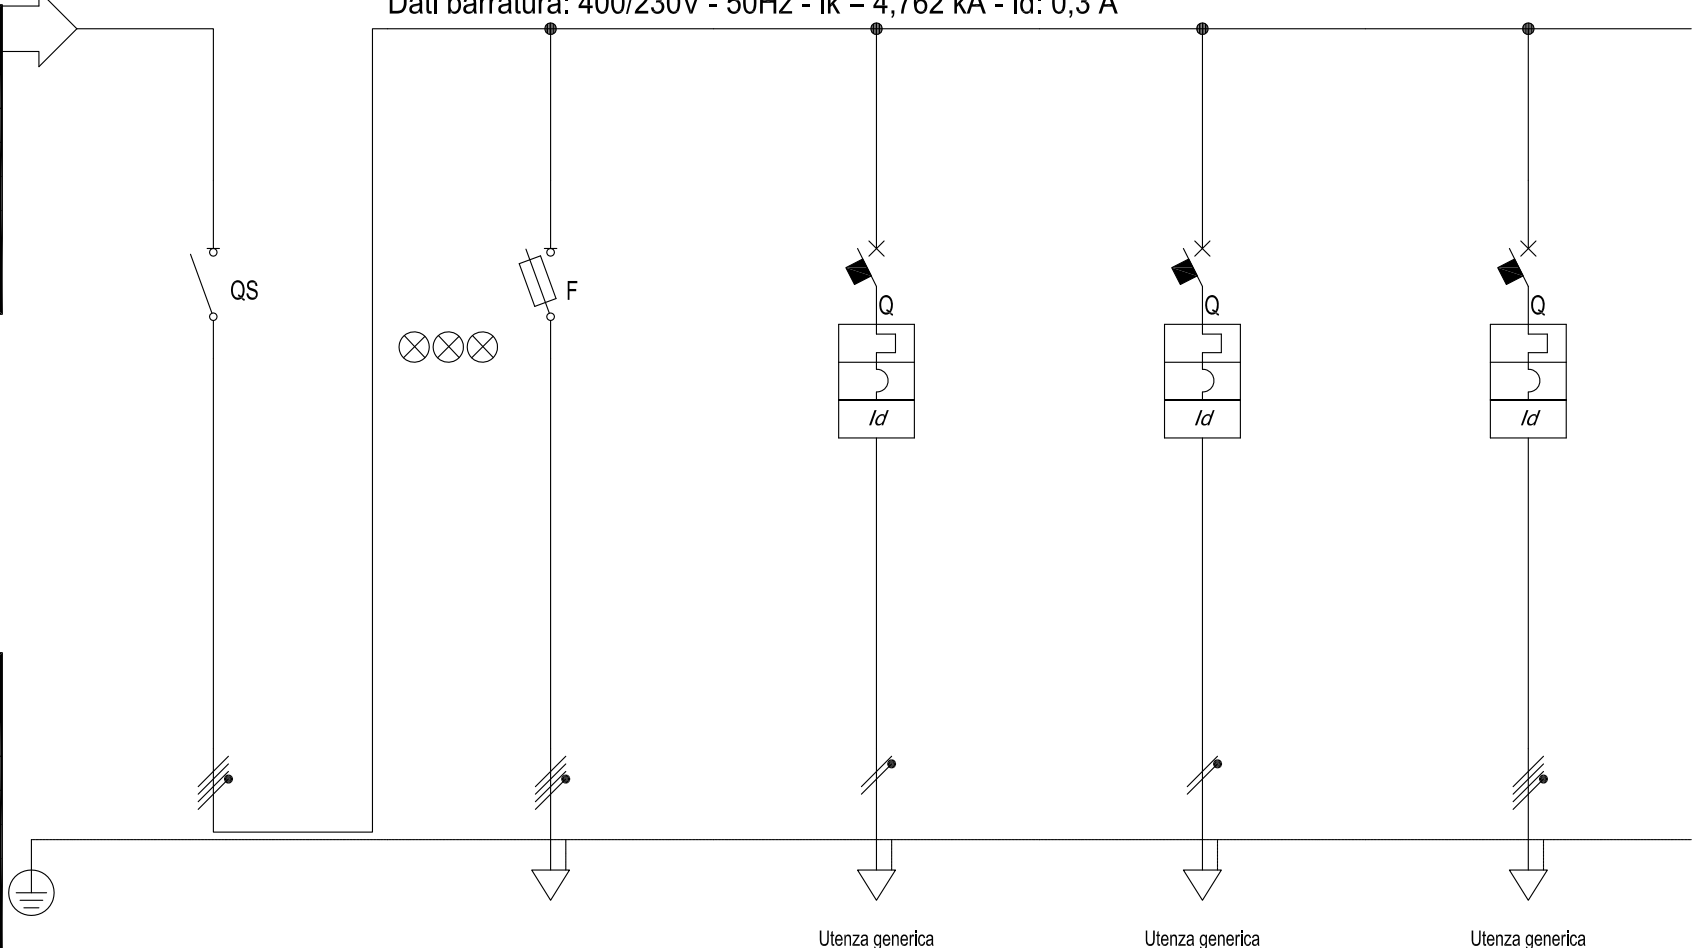 Dati barratura: 400/230V - 50Hz - Ik = 4,762 kA - Id: 0,3 A
QS
F
Q
Q
Q
Id
Id
Id
Utenza generica
Utenza generica
Utenza generica